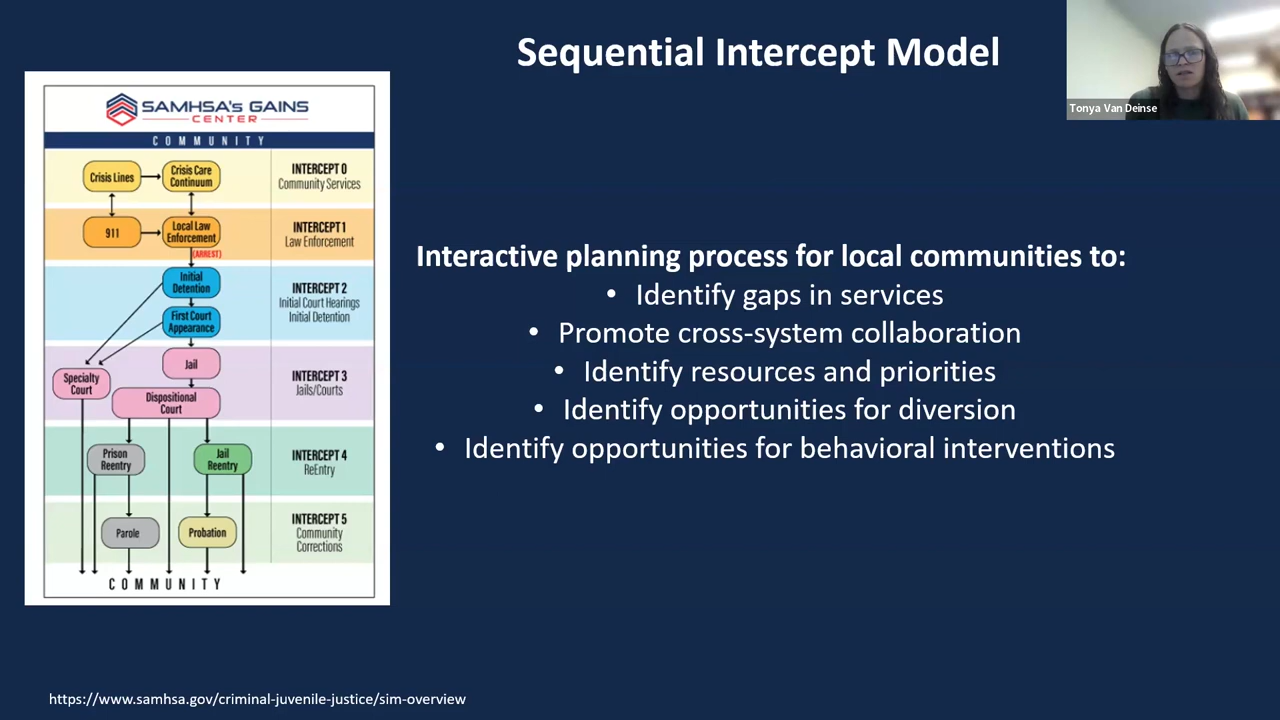 Sequential Intercept Model
Tonya Van Deinse
SAMHSA's GAINS
CENTER
COMMUNITY
Crisis Lines
Crisis Care
Continuum
INTERCEPT 0
Community Services
911
Local Law
Enforcement
INTERCEPT 1
Law Enforcement
(ARREST)
Initial
Detention
First Court
Appearance
INTERCEPT 2
Initial Court Hearings
Initial Detention
Jail
Specialty
Court
Dispositional
Court
INTERCEPT 3
Jails/Courts
Prison
Reentry
Jail
Reentry
INTERCEPT 4
ReEntry
Parole
Probation
INTERCEPT 5
Community
Corrections
COMMUNITY
Interactive planning process for local communities to:
• Identify gaps in services
• Promote cross-system collaboration
• Identify resources and priorities
• Identify opportunities for diversion
• Identify opportunities for behavioral interventions
https://www.samhsa.gov/criminal-juvenile-justice/sim-overview